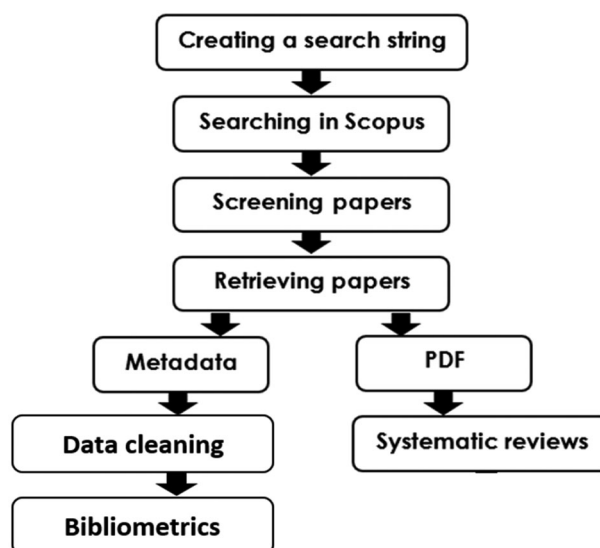 Creating a search string
Searching in Scopus
Screening papers
Retrieving papers
Metadata
PDF
Data cleaning
Systematic reviews
Bibliometrics